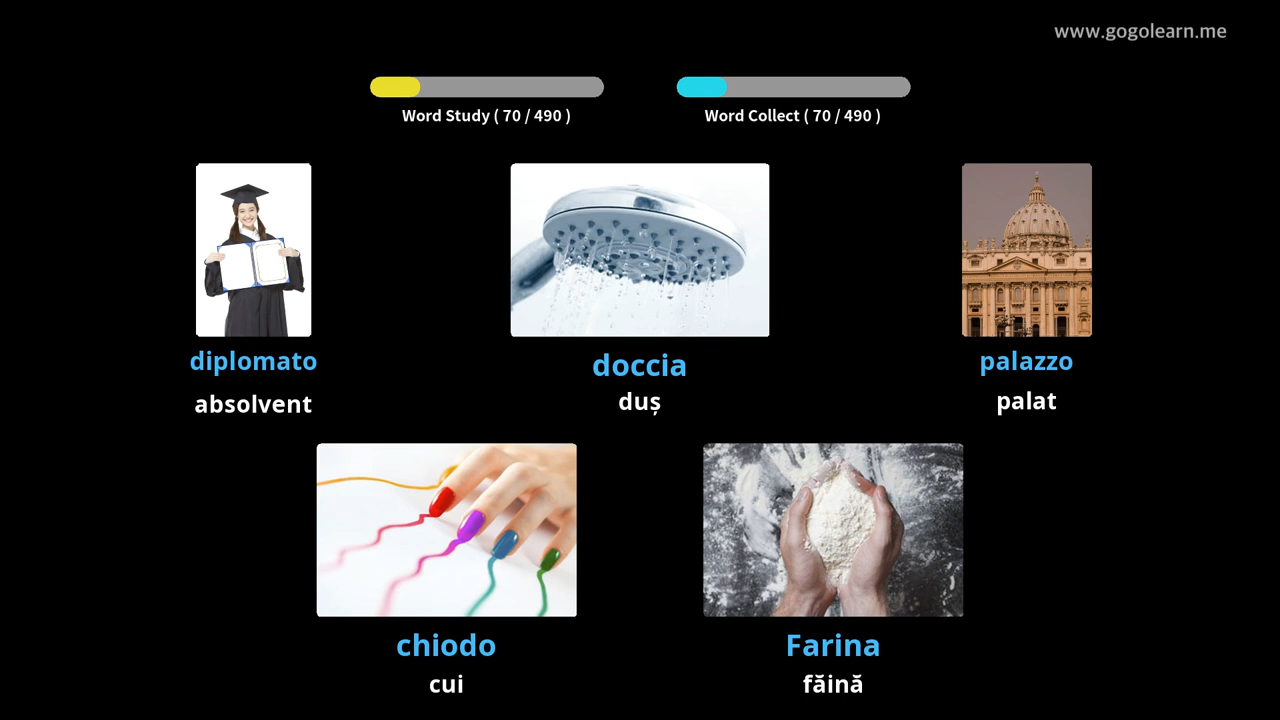 www.gogolearn.me
Word Study ( 70 / 490 )
Word Collect ( 70 / 490 )
diplomato
absolvent
doccia
duș
palazzo
palat
chiodo
cui
Farina
făină